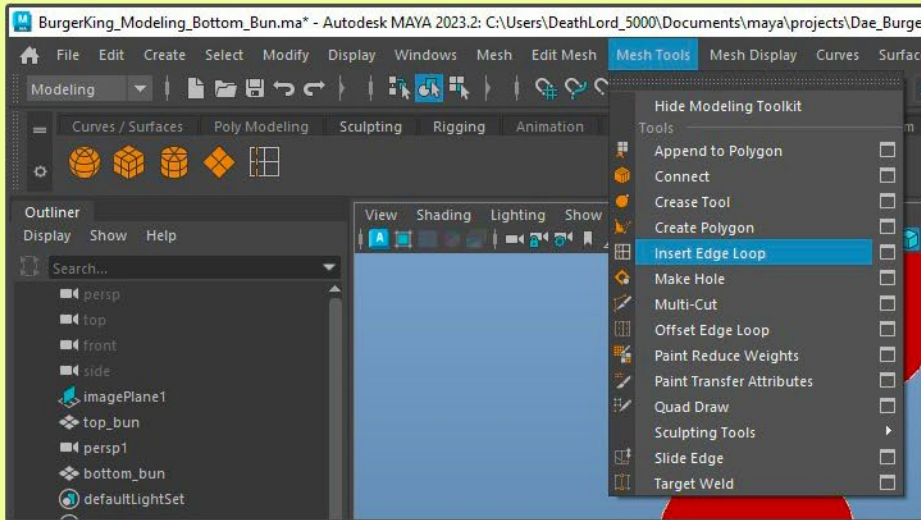 BurgerKing_Modeling_Bottom_Bun.ma* - Autodesk MAYA 2023.2: C:\Users\DeathLord_5000\Documents\maya\projects\Dae_Burge
File Edit Create Select Modify Display Windows Mesh Edit Mesh Mesh Tools Mesh Display Curves Surfac
Modeling
Hide Modeling Toolkit
Curves / Surfaces Poly Modeling Sculpting Rigging Animation
Tools
Append to Polygon
Connect
Crease Tool
Create Polygon
Insert Edge Loop
Make Hole
Multi-Cut
Offset Edge Loop
Paint Reduce Weights
Paint Transfer Attributes
Quad Draw
Sculpting Tools
Slide Edge
Target Weld
Outliner
Display Show Help
Search...
persp
top
front
side
imagePlane1
top_bun
persp1
bottom_bun
defaultLightSet
View Shading Lighting Show